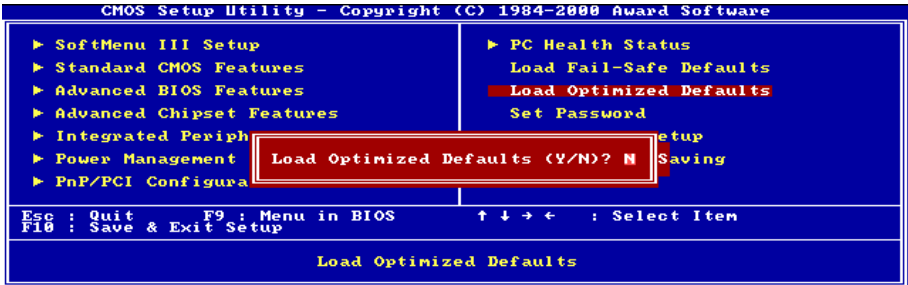 CMOS Setup Utility - Copyright (C) 1984-2000 Award Software
▶ SoftMenu III Setup
▶ Standard CMOS Features
▶ Advanced BIOS Features
▶ Advanced Chipset Features
▶ Integrated Periph
▶ Power Management
▶ PnP/PCI Configura
▶ PC Health Status
Load Fail-Safe Defaults
Load Optimized Defaults
Set Password
etup
Saving
Load Optimized Defaults (Y/N)? N
Esc : Quit F9 : Menu in BIOS ↑ ↓ → ← : Select Item
F10 : Save & Exit Setup
Load Optimized Defaults